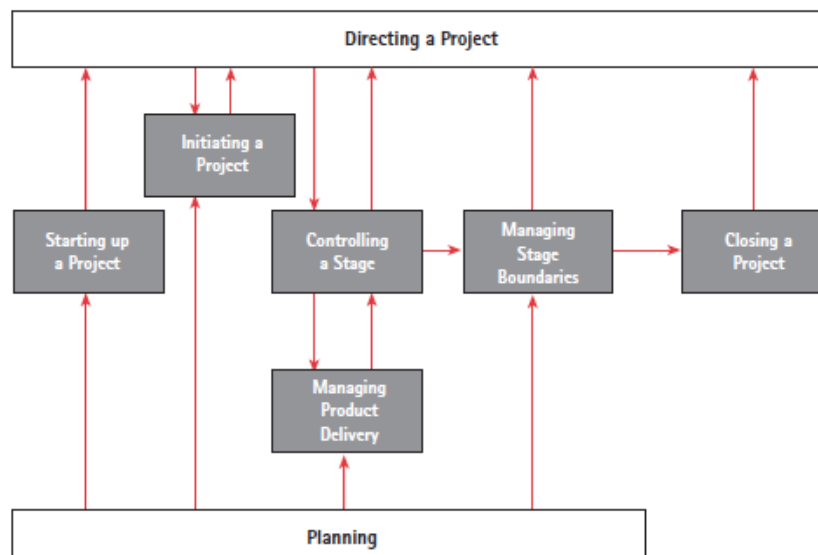 Directing a Project
Initiating a
Project
Starting up
a Project
Controlling
a Stage
Managing
Stage
Boundaries
Closing a
Project
Managing
Product
Delivery
Planning